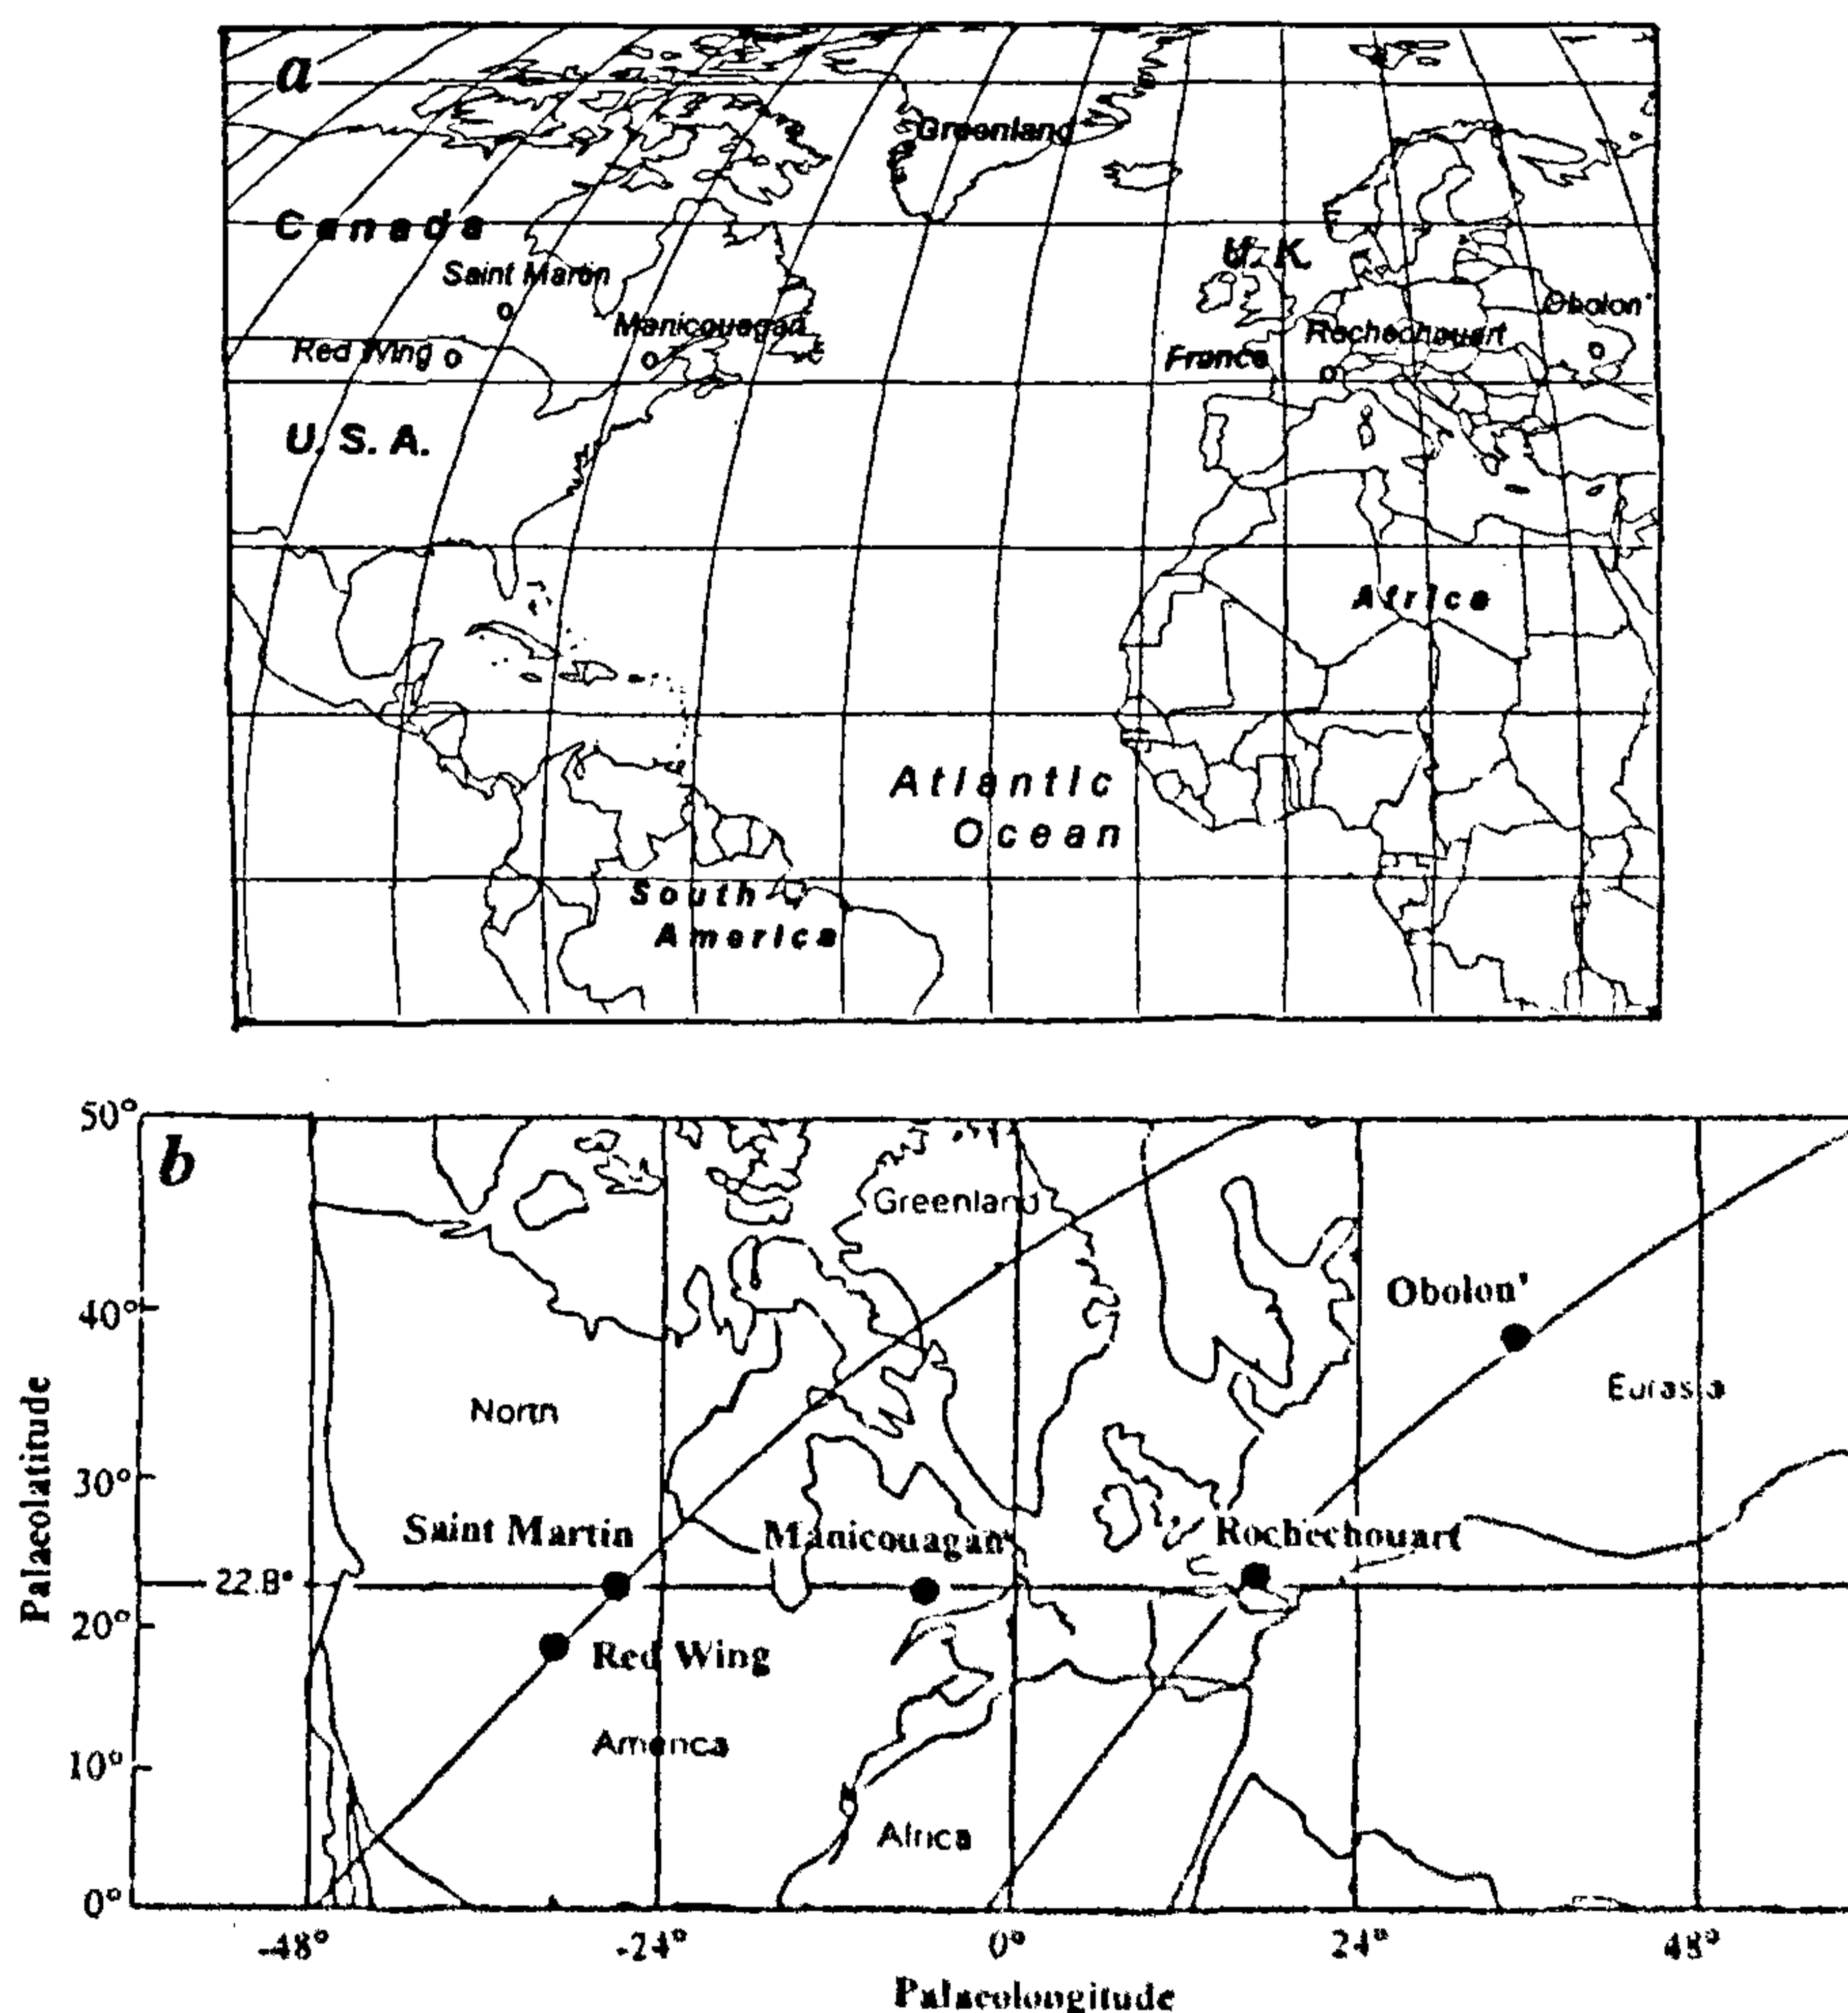 a
Greenland
Canada
U. K.
Saint Martin
Obolon'
Manicouagan
Rochechouart
Red Wing
France
U. S. A.
Africa
Atlantic
Ocean
South
America
50°
b
Greenland
Obolon'
40°
Eurasia
North
30°
Saint Martin
Manicouagan
Rochechouart
22.8°
20°
Red Wing
10°
America
Africa
0°
-48°
-24°
0°
24°
48°
Palaeolatitude
Palaeolongitude